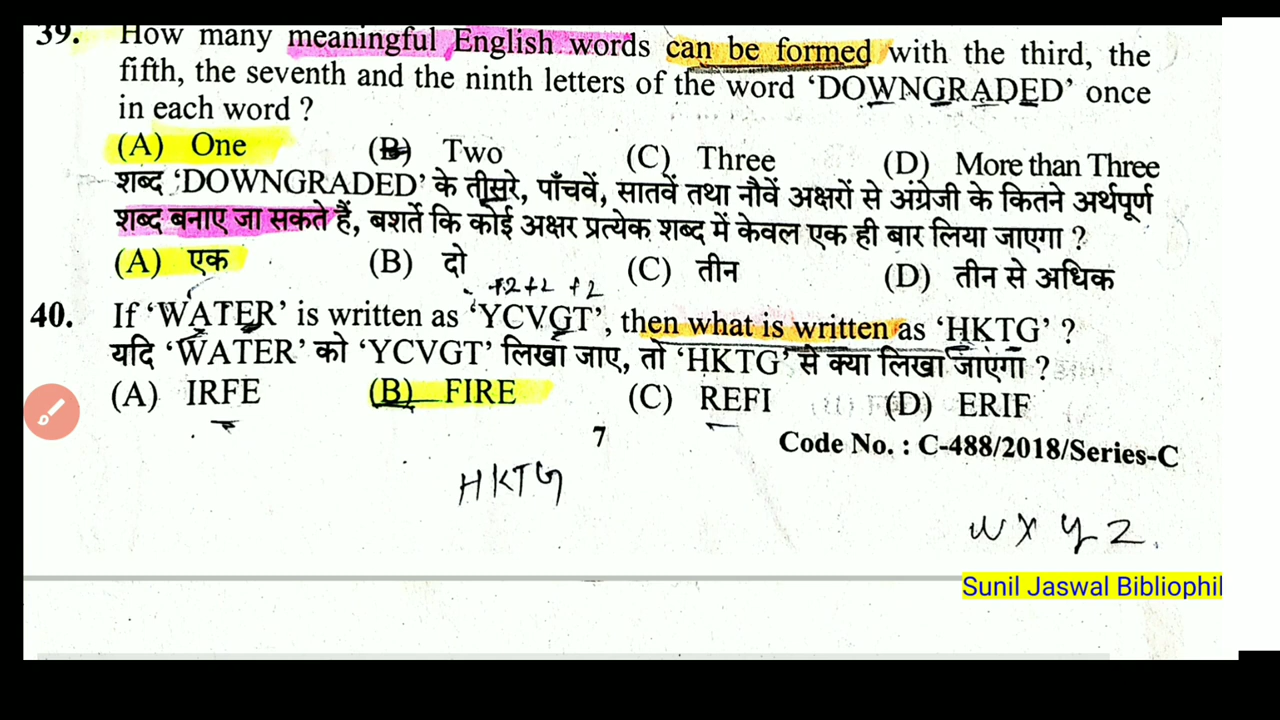 39. How many meaningful English words can be formed with the third, the
fifth, the seventh and the ninth letters of the word ‘DOWNGRADED’ once
in each word ?
(A) One (B) Two (C) Three (D) More than Three
शब्द ‘DOWNGRADED’ के तीसरे, पाँचवें, सातवें तथा नौवें अक्षरों से अंग्रेजी के कितने अर्थपूर्ण
शब्द बनाए जा सकते हैं, बशर्ते कि कोई अक्षर प्रत्येक शब्द में केवल एक ही बार लिया जाएगा ?
(A) एक (B) दो (C) तीन (D) तीन से अधिक
+2 +2 +2
40. If ‘WATER’ is written as ‘YCVGT’, then what is written as ‘HKTG’ ?
यदि ‘WATER’ को ‘YCVGT’ लिखा जाए, तो ‘HKTG’ से क्या लिखा जाएगा ?
(A) IRFE (B) FIRE (C) REFI (D) ERIF
7
Code No. : C-488/2018/Series-C
HKTG
W X Y Z
Sunil Jaswal Bibliophil